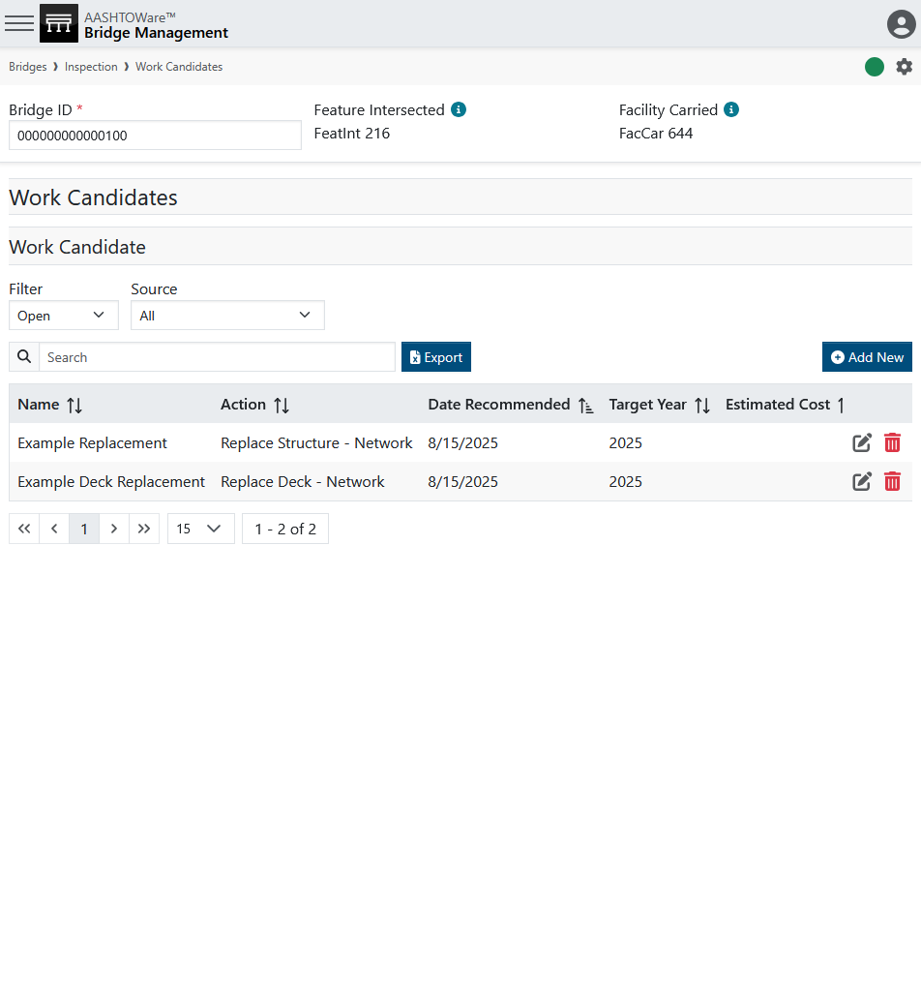 AASHTOWare™
Bridge Management
Bridges ❯ Inspection ❯ Work Candidates
Bridge ID *
000000000000100
Feature Intersected
FeatInt 216
Facility Carried
FacCar 644
Work Candidates
Work Candidate
Filter
Open
Source
All
Search
Export
Add New
Name Action Date Recommended Target Year Estimated Cost
Example Replacement Replace Structure - Network 8/15/2025 2025
Example Deck Replacement Replace Deck - Network 8/15/2025 2025
1 15 1 - 2 of 2